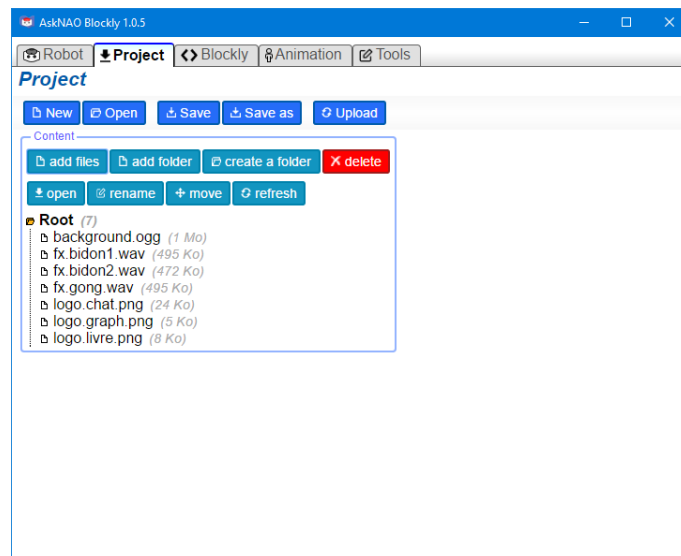 AskNAO Blockly 1.0.5
Robot Project Blockly Animation Tools
Project
New Open Save Save as Upload
Content
add files add folder create a folder delete
open rename move refresh
Root (7)
background.ogg (1 Mo)
fx.bidon1.wav (495 Ko)
fx.bidon2.wav (472 Ko)
fx.gong.wav (495 Ko)
logo.chat.png (24 Ko)
logo.graph.png (5 Ko)
logo.livre.png (8 Ko)